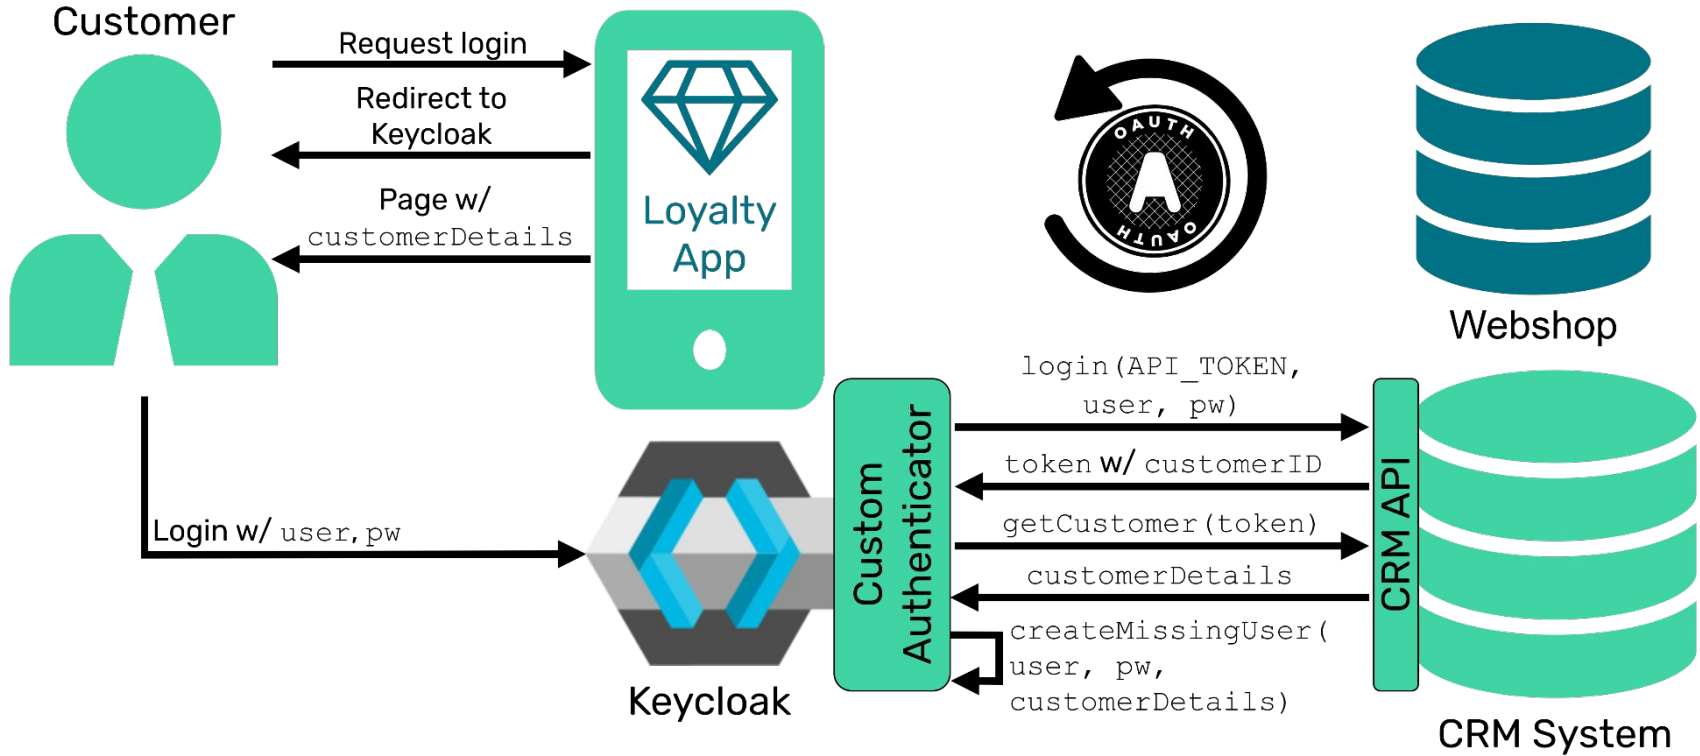 Customer
Request login
Redirect to
Keycloak
Page w/
customerDetails
Loyalty
App
OAUTH
A
OAUTH
Webshop
login(API_TOKEN,
user, pw)
token w/ customerID
getCustomer(token)
customerDetails
createMissingUser(
user, pw,
customerDetails)
Login w/ user, pw
Custom
Authenticator
CRM API
Keycloak
CRM System